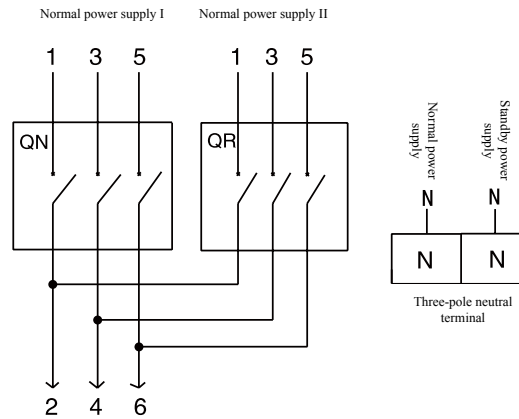 Normal power supply I
Normal power supply II
1 3 5
1 3 5
QN
QR
2 4 6
Normal power
supply
Standby power
supply
N
N
N
N
Three-pole neutral
terminal